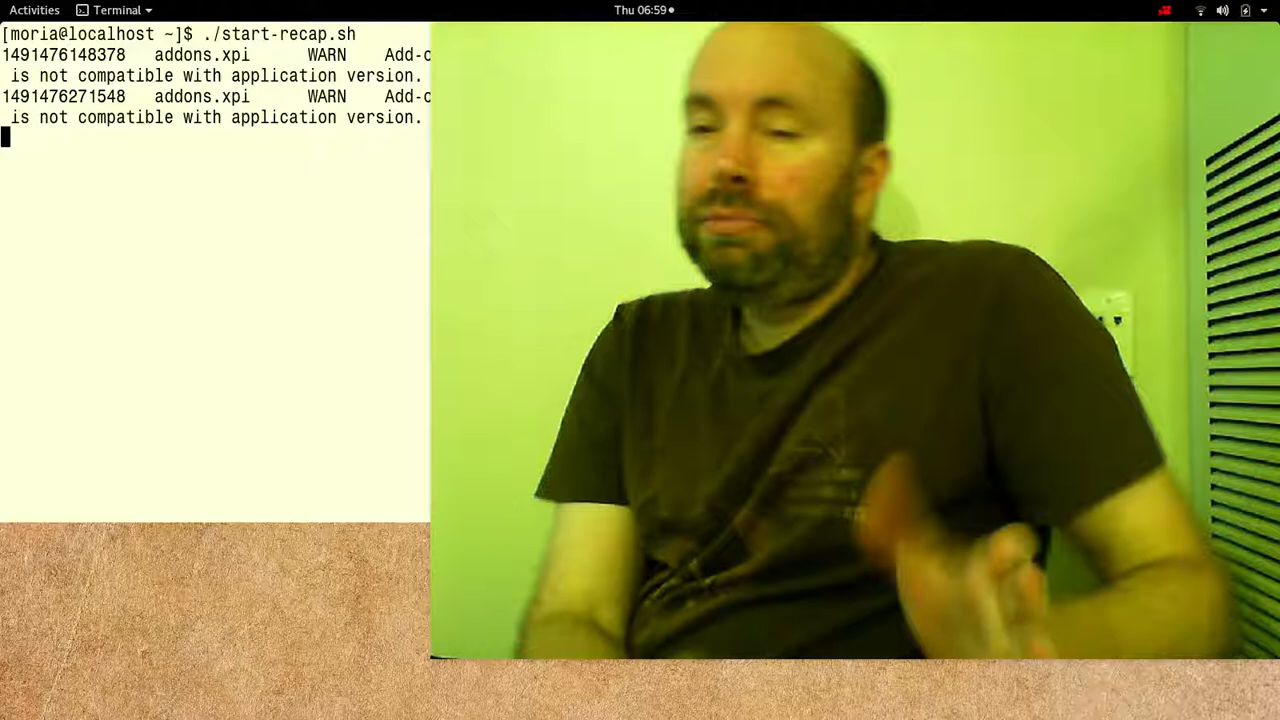 Activities Terminal Thu 06:59
[moria@localhost ~]$ ./start-recap.sh
1491476148378 addons.xpi WARN Add-
is not compatible with application version.
1491476271548 addons.xpi WARN Add-
is not compatible with application version.